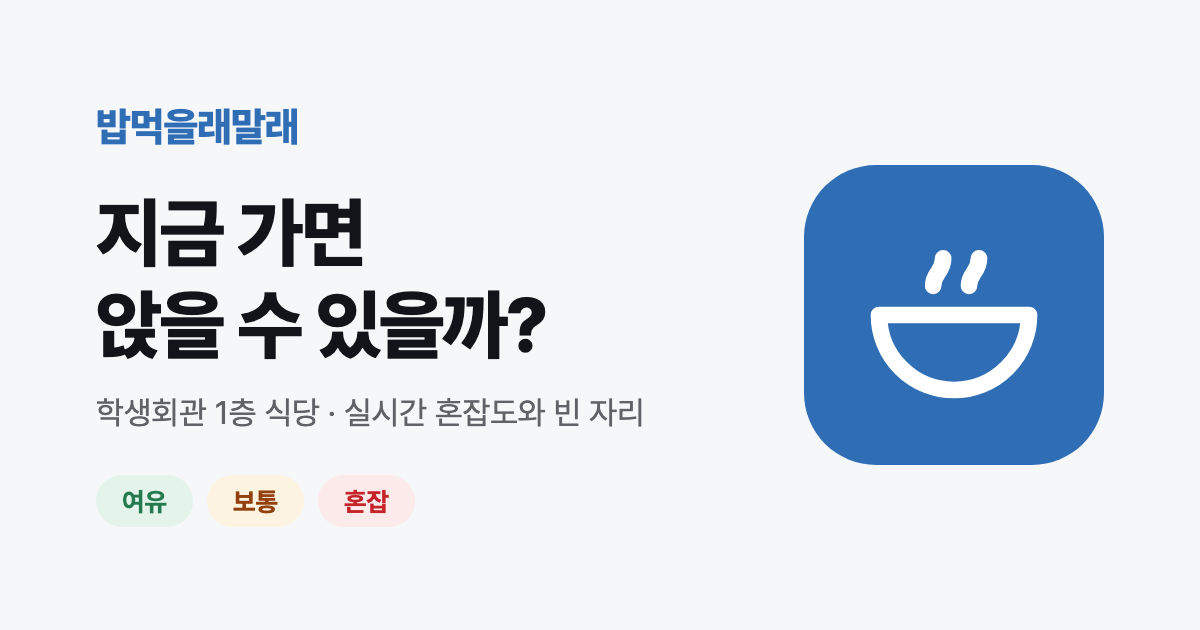 밥먹을래말래
지금 가면
앉을 수 있을까?
학생회관 1층 식당 · 실시간 혼잡도와 빈 자리
여유 보통 혼잡